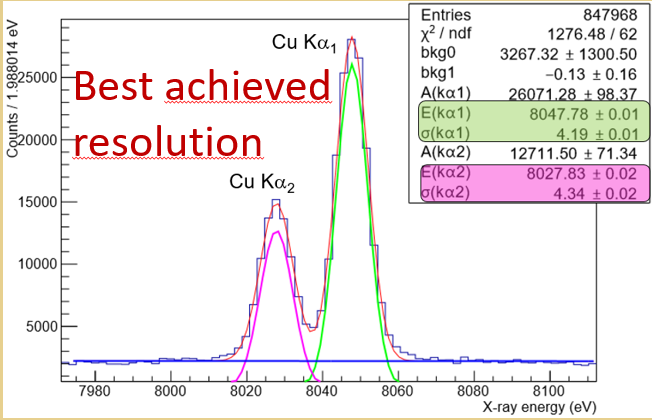 Entries 847968
χ² / ndf 1276.48 / 62
bkg0 3267.32 ± 1300.50
bkg1 −0.13 ± 0.16
A(kα1) 26071.28 ± 98.37
E(kα1) 8047.78 ± 0.01
σ(kα1) 4.19 ± 0.01
A(kα2) 12711.50 ± 71.34
E(kα2) 8027.83 ± 0.02
σ(kα2) 4.34 ± 0.02
Cu Kα₁
Best achieved
resolution
Cu Kα₂
Counts / 1.988014 eV
25000
20000
15000
10000
5000
7980 8000 8020 8040 8060 8080 8100
X-ray energy (eV)